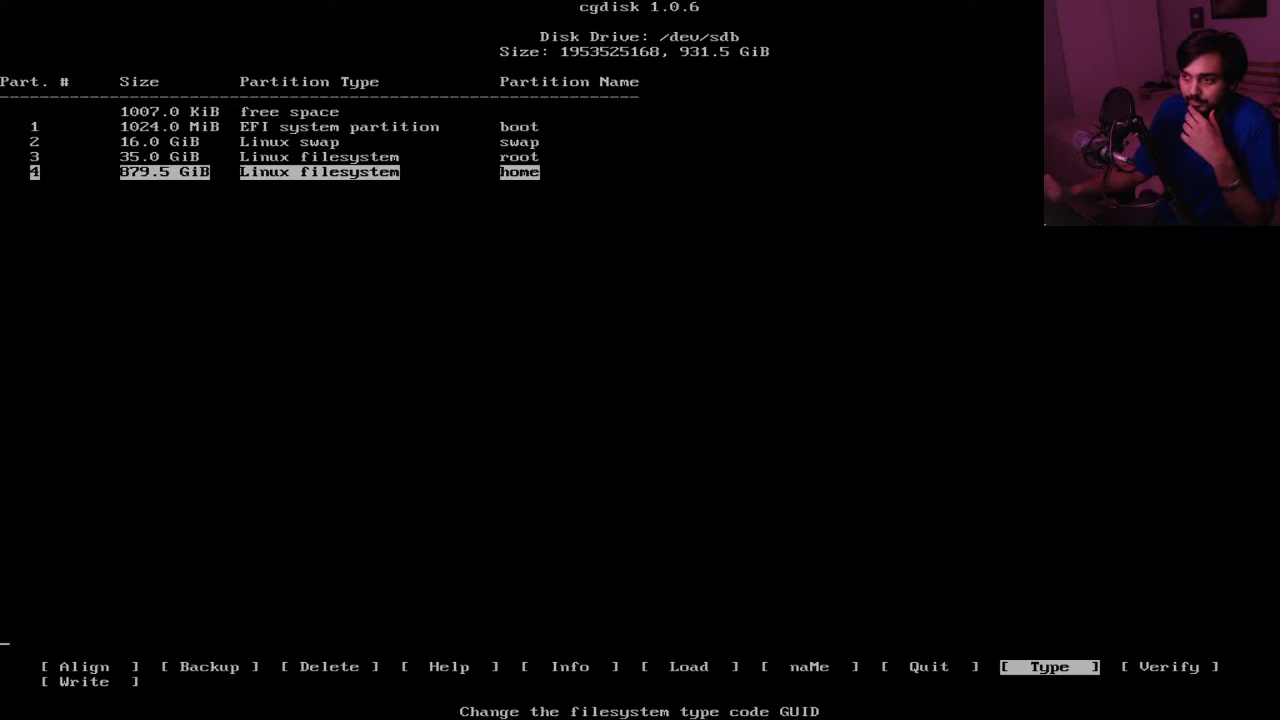 cgdisk 1.0.6
Disk Drive: /dev/sdb
Size: 1953525168, 931.5 GiB
Part. # Size Partition Type Partition Name
1007.0 KiB free space
1 1024.0 MiB EFI system partition boot
2 16.0 GiB Linux swap swap
3 35.0 GiB Linux filesystem root
4 879.5 GiB Linux filesystem home
[ Align ] [ Backup ] [ Delete ] [ Help ] [ Info ] [ Load ] [ naMe ] [ Quit ] [ Type ] [ Verify ]
[ Write ]
Change the filesystem type code GUID